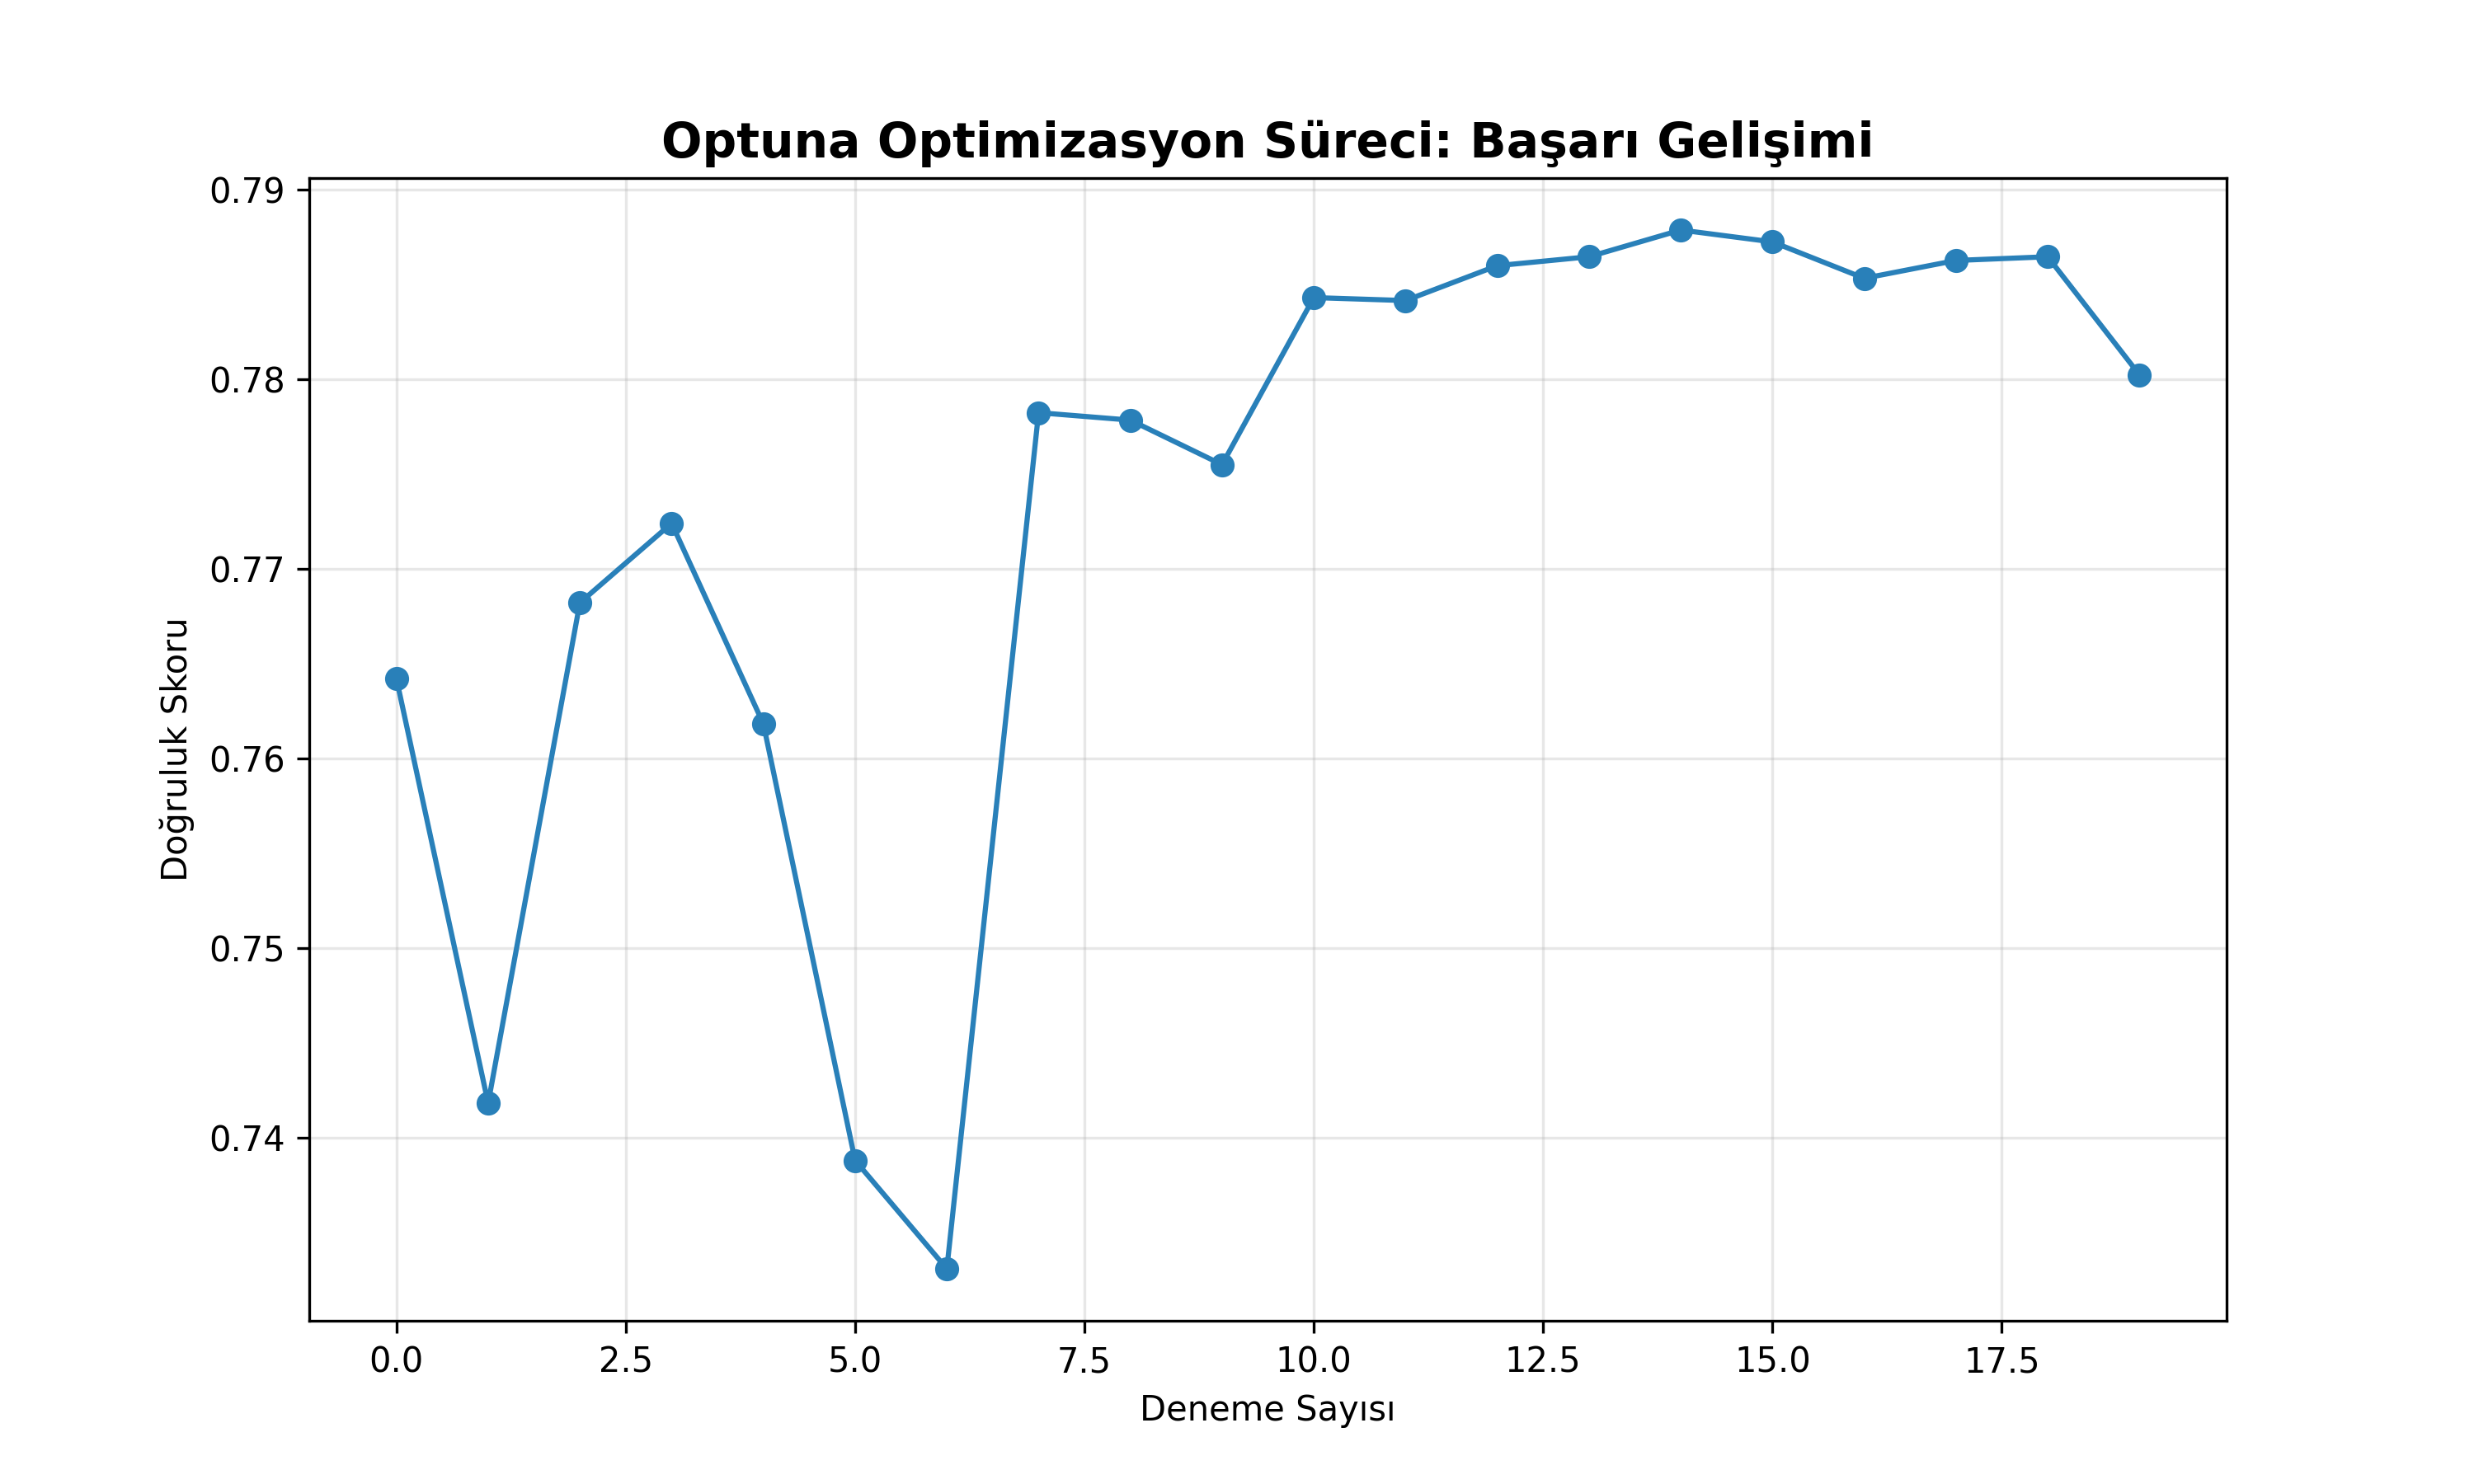 Optuna Optimizasyon Süreci: Başarı Gelişimi
0.79
0.78
0.77
0.76
0.75
0.74
Doğruluk Skoru
0.0 2.5 5.0 7.5 10.0 12.5 15.0 17.5
Deneme Sayısı